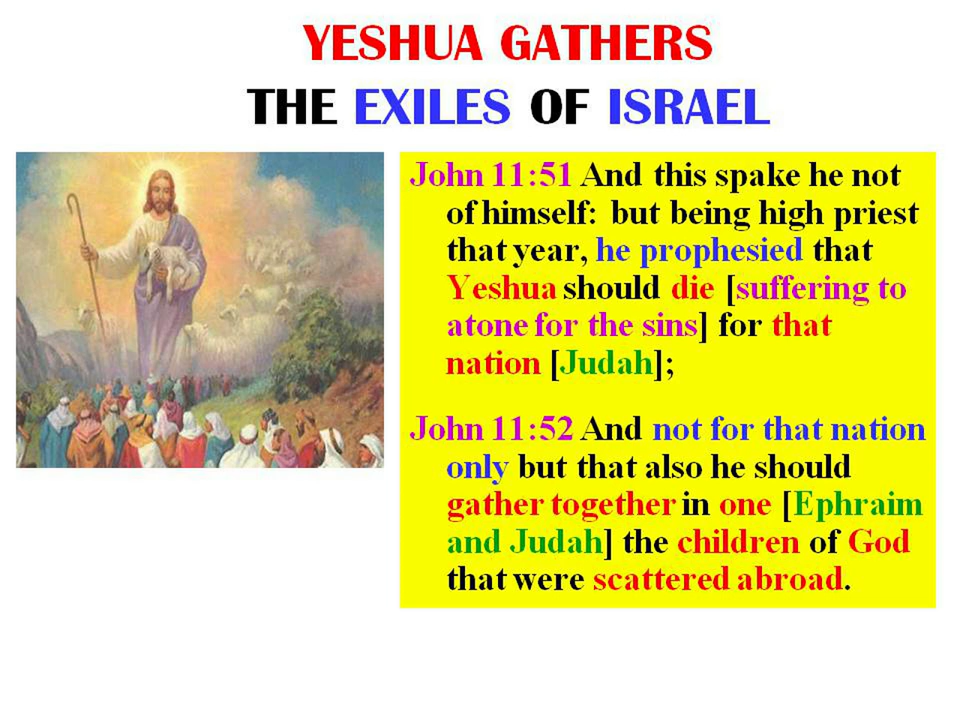 YESHUA GATHERS
THE EXILES OF ISRAEL
John 11:51 And this spake he not
of himself: but being high priest
that year, he prophesied that
Yeshua should die [suffering to
atone for the sins] for that
nation [Judah];
John 11:52 And not for that nation
only but that also he should
gather together in one [Ephraim
and Judah] the children of God
that were scattered abroad.